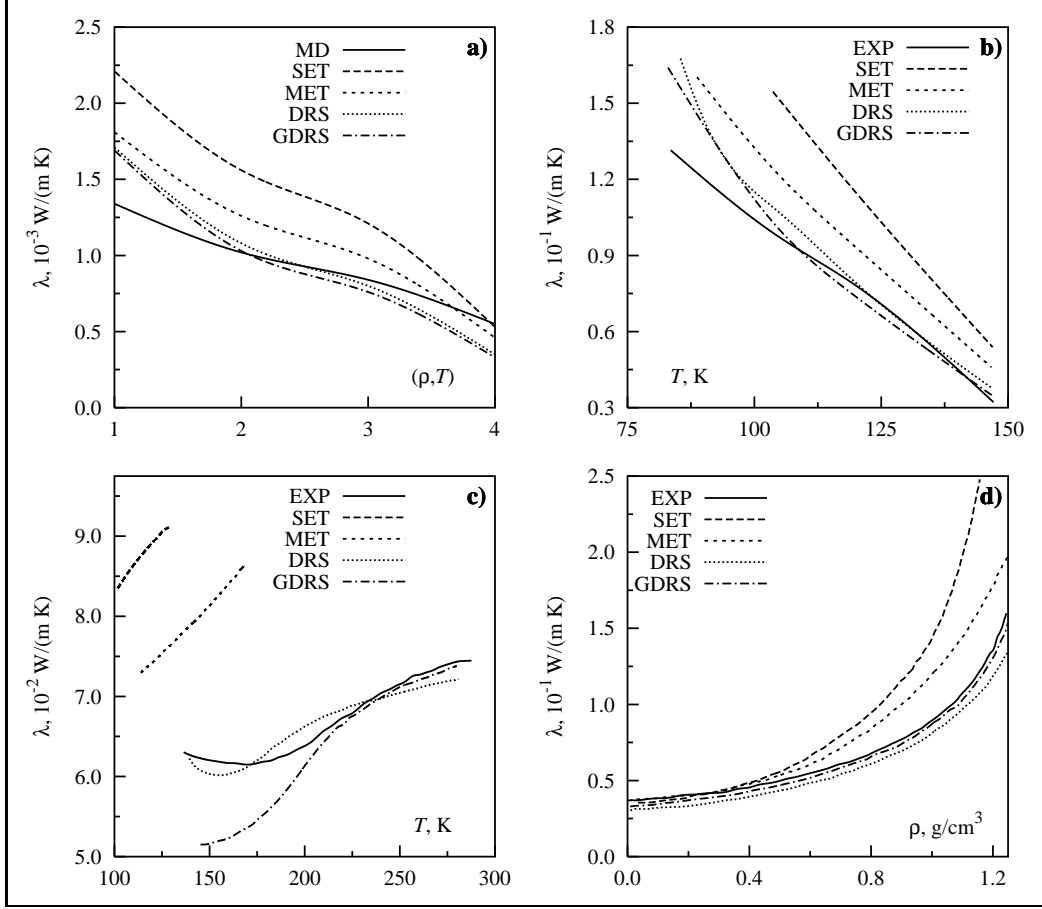 a)
MD
SET
MET
DRS
GDRS
2.5
2.0
1.5
1.0
0.5
0.0
λ, 10⁻³ W/(m K)
(ρ,T)
1 2 3 4
b)
EXP
SET
MET
DRS
GDRS
1.8
1.5
1.2
0.9
0.6
0.3
λ, 10⁻¹ W/(m K)
T, K
75 100 125 150
c)
EXP
SET
MET
DRS
GDRS
9.0
8.0
7.0
6.0
5.0
λ, 10⁻² W/(m K)
T, K
100 150 200 250 300
d)
EXP
SET
MET
DRS
GDRS
2.5
2.0
1.5
1.0
0.5
0.0
λ, 10⁻¹ W/(m K)
ρ, g/cm³
0.0 0.4 0.8 1.2